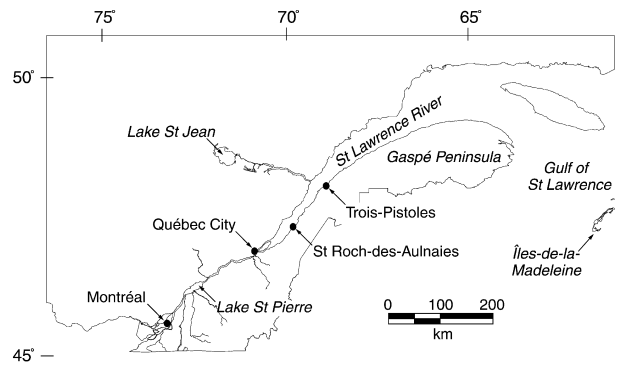 75°
70°
65°
50°
St Lawrence River
Lake St Jean
Gaspé Peninsula
Gulf of
St Lawrence
Trois-Pistoles
Québec City
St Roch-des-Aulnaies
Îles-de-la-
Madeleine
Montréal
Lake St Pierre
0 100 200
km
45°